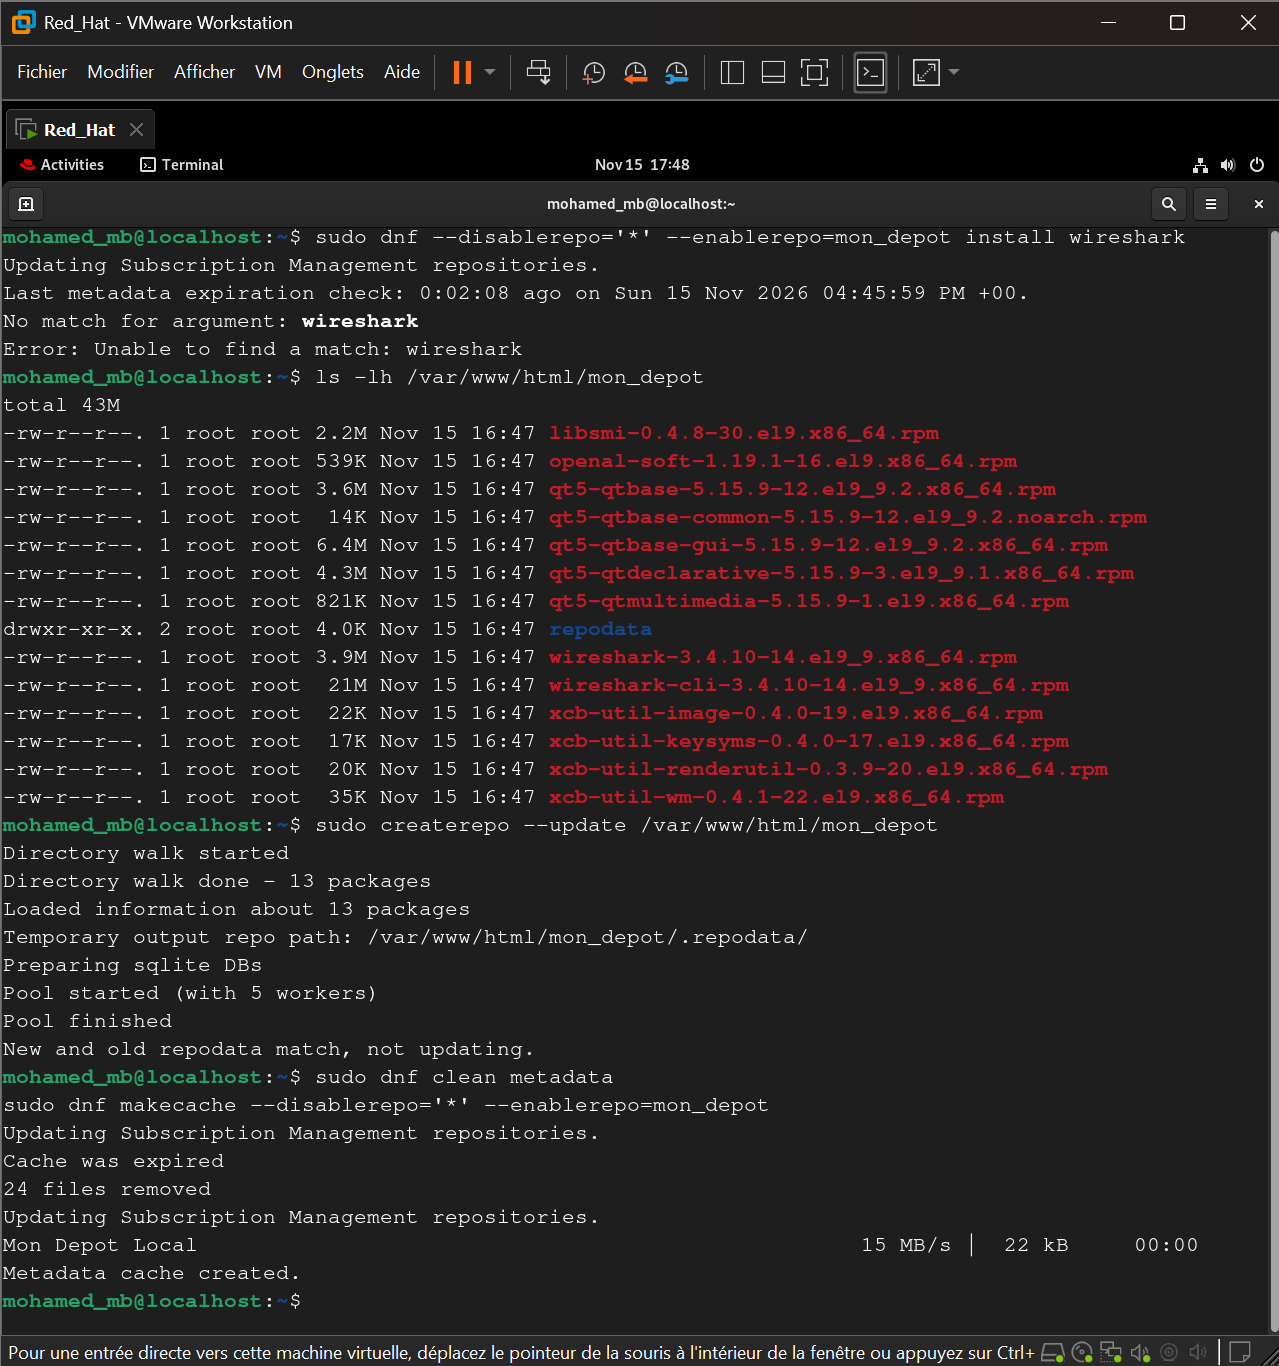 Red_Hat - VMware Workstation
Fichier Modifier Afficher VM Onglets Aide
Red_Hat
Activities Terminal Nov 15 17:48
mohamed_mb@localhost:~
mohamed_mb@localhost:~$ sudo dnf --disablerepo='*' --enablerepo=mon_depot install wireshark
Updating Subscription Management repositories.
Last metadata expiration check: 0:02:08 ago on Sun 15 Nov 2026 04:45:59 PM +00.
No match for argument: wireshark
Error: Unable to find a match: wireshark
mohamed_mb@localhost:~$ ls -lh /var/www/html/mon_depot
total 43M
-rw-r--r--. 1 root root 2.2M Nov 15 16:47 libsmi-0.4.8-30.el9.x86_64.rpm
-rw-r--r--. 1 root root 539K Nov 15 16:47 openal-soft-1.19.1-16.el9.x86_64.rpm
-rw-r--r--. 1 root root 3.6M Nov 15 16:47 qt5-qtbase-5.15.9-12.el9_9.2.x86_64.rpm
-rw-r--r--. 1 root root  14K Nov 15 16:47 qt5-qtbase-common-5.15.9-12.el9_9.2.noarch.rpm
-rw-r--r--. 1 root root 6.4M Nov 15 16:47 qt5-qtbase-gui-5.15.9-12.el9_9.2.x86_64.rpm
-rw-r--r--. 1 root root 4.3M Nov 15 16:47 qt5-qtdeclarative-5.15.9-3.el9_9.1.x86_64.rpm
-rw-r--r--. 1 root root 821K Nov 15 16:47 qt5-qtmultimedia-5.15.9-1.el9.x86_64.rpm
drwxr-xr-x. 2 root root 4.0K Nov 15 16:47 repodata
-rw-r--r--. 1 root root 3.9M Nov 15 16:47 wireshark-3.4.10-14.el9_9.x86_64.rpm
-rw-r--r--. 1 root root  21M Nov 15 16:47 wireshark-cli-3.4.10-14.el9_9.x86_64.rpm
-rw-r--r--. 1 root root  22K Nov 15 16:47 xcb-util-image-0.4.0-19.el9.x86_64.rpm
-rw-r--r--. 1 root root  17K Nov 15 16:47 xcb-util-keysyms-0.4.0-17.el9.x86_64.rpm
-rw-r--r--. 1 root root  20K Nov 15 16:47 xcb-util-renderutil-0.3.9-20.el9.x86_64.rpm
-rw-r--r--. 1 root root  35K Nov 15 16:47 xcb-util-wm-0.4.1-22.el9.x86_64.rpm
mohamed_mb@localhost:~$ sudo createrepo --update /var/www/html/mon_depot
Directory walk started
Directory walk done - 13 packages
Loaded information about 13 packages
Temporary output repo path: /var/www/html/mon_depot/.repodata/
Preparing sqlite DBs
Pool started (with 5 workers)
Pool finished
New and old repodata match, not updating.
mohamed_mb@localhost:~$ sudo dnf clean metadata
sudo dnf makecache --disablerepo='*' --enablerepo=mon_depot
Updating Subscription Management repositories.
Cache was expired
24 files removed
Updating Subscription Management repositories.
Mon Depot Local 15 MB/s | 22 kB 00:00
Metadata cache created.
mohamed_mb@localhost:~$
Pour une entrée directe vers cette machine virtuelle, déplacez le pointeur de la souris à l'intérieur de la fenêtre ou appuyez sur Ctrl+